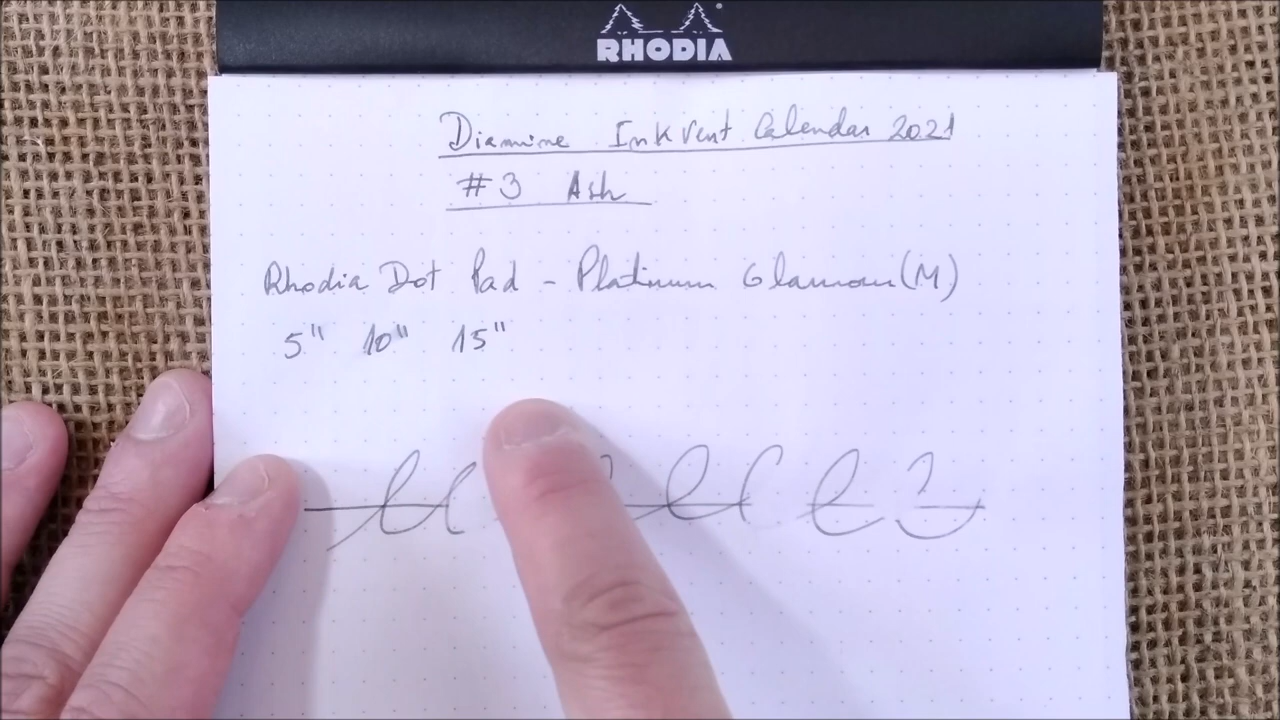 RHODIA
Diamine InkVent Calendar 2021
#3 Ash
Rhodia Dot Pad - Platinum Glamour (M)
5" 10" 15"